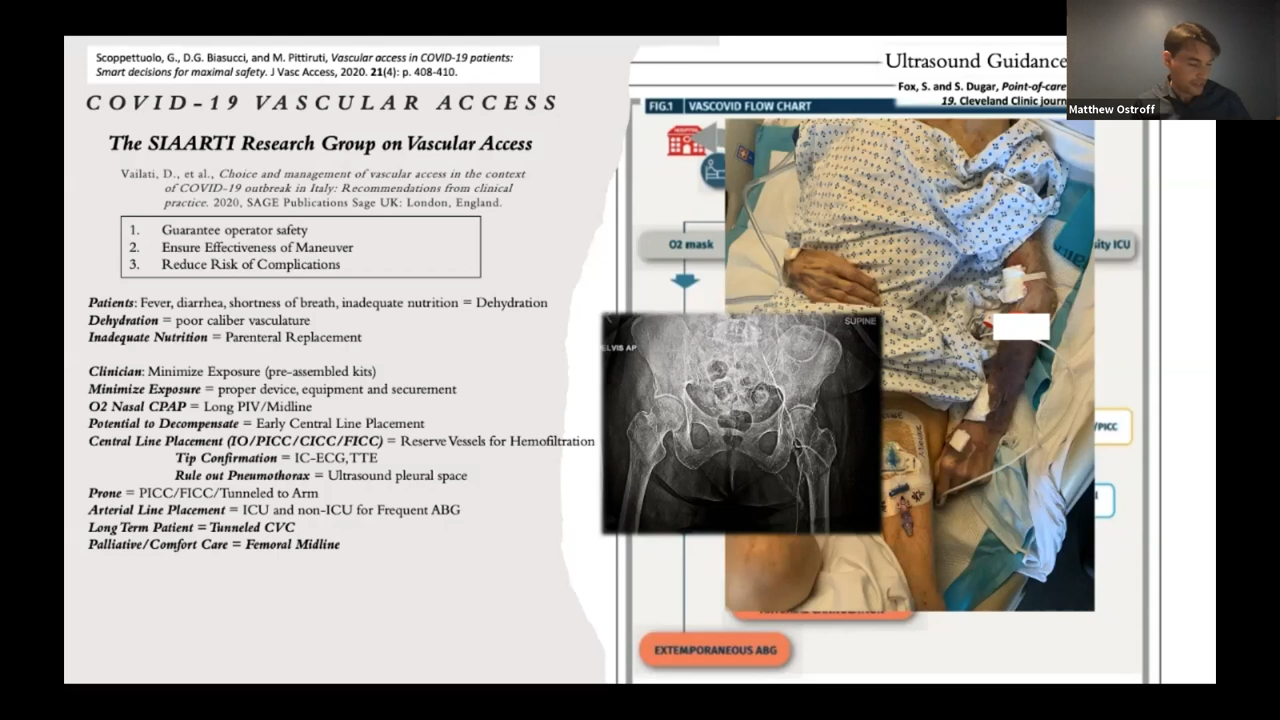 Scoppettuolo, G., D.G. Biasucci, and M. Pittiruti, Vascular access in COVID-19 patients:
Smart decisions for maximal safety. J Vasc Access, 2020. 21(4): p. 408-410.
COVID-19 VASCULAR ACCESS
The SIAARTI Research Group on Vascular Access
Vailati, D., et al., Choice and management of vascular access in the context
of COVID-19 outbreak in Italy: Recommendations from clinical
practice. 2020, SAGE Publications Sage UK: London, England.
1. Guarantee operator safety
2. Ensure Effectiveness of Maneuver
3. Reduce Risk of Complications
Patients: Fever, diarrhea, shortness of breath, inadequate nutrition = Dehydration
Dehydration = poor caliber vasculature
Inadequate Nutrition = Parenteral Replacement
Clinician: Minimize Exposure (pre-assembled kits)
Minimize Exposure = proper device, equipment and securement
O2 Nasal CPAP = Long PIV/Midline
Potential to Decompensate = Early Central Line Placement
Central Line Placement (IO/PICC/CICC/FICC) = Reserve Vessels for Hemofiltration
Tip Confirmation = IC-ECG, TTE
Rule out Pneumothorax = Ultrasound pleural space
Prone = PICC/FICC/Tunneled to Arm
Arterial Line Placement = ICU and non-ICU for Frequent ABG
Long Term Patient = Tunneled CVC
Palliative/Comfort Care = Femoral Midline
Ultrasound Guidance
Fox, S. and S. Dugar, Point-of-care
19. Cleveland Clinic journ
FIG.1 VASCOVID FLOW CHART
HOSPITAL
O2 mask
sity ICU
SUPINE
ELVIS AP
/PICC
EXTEMPORANEOUS ABG
Matthew Ostroff